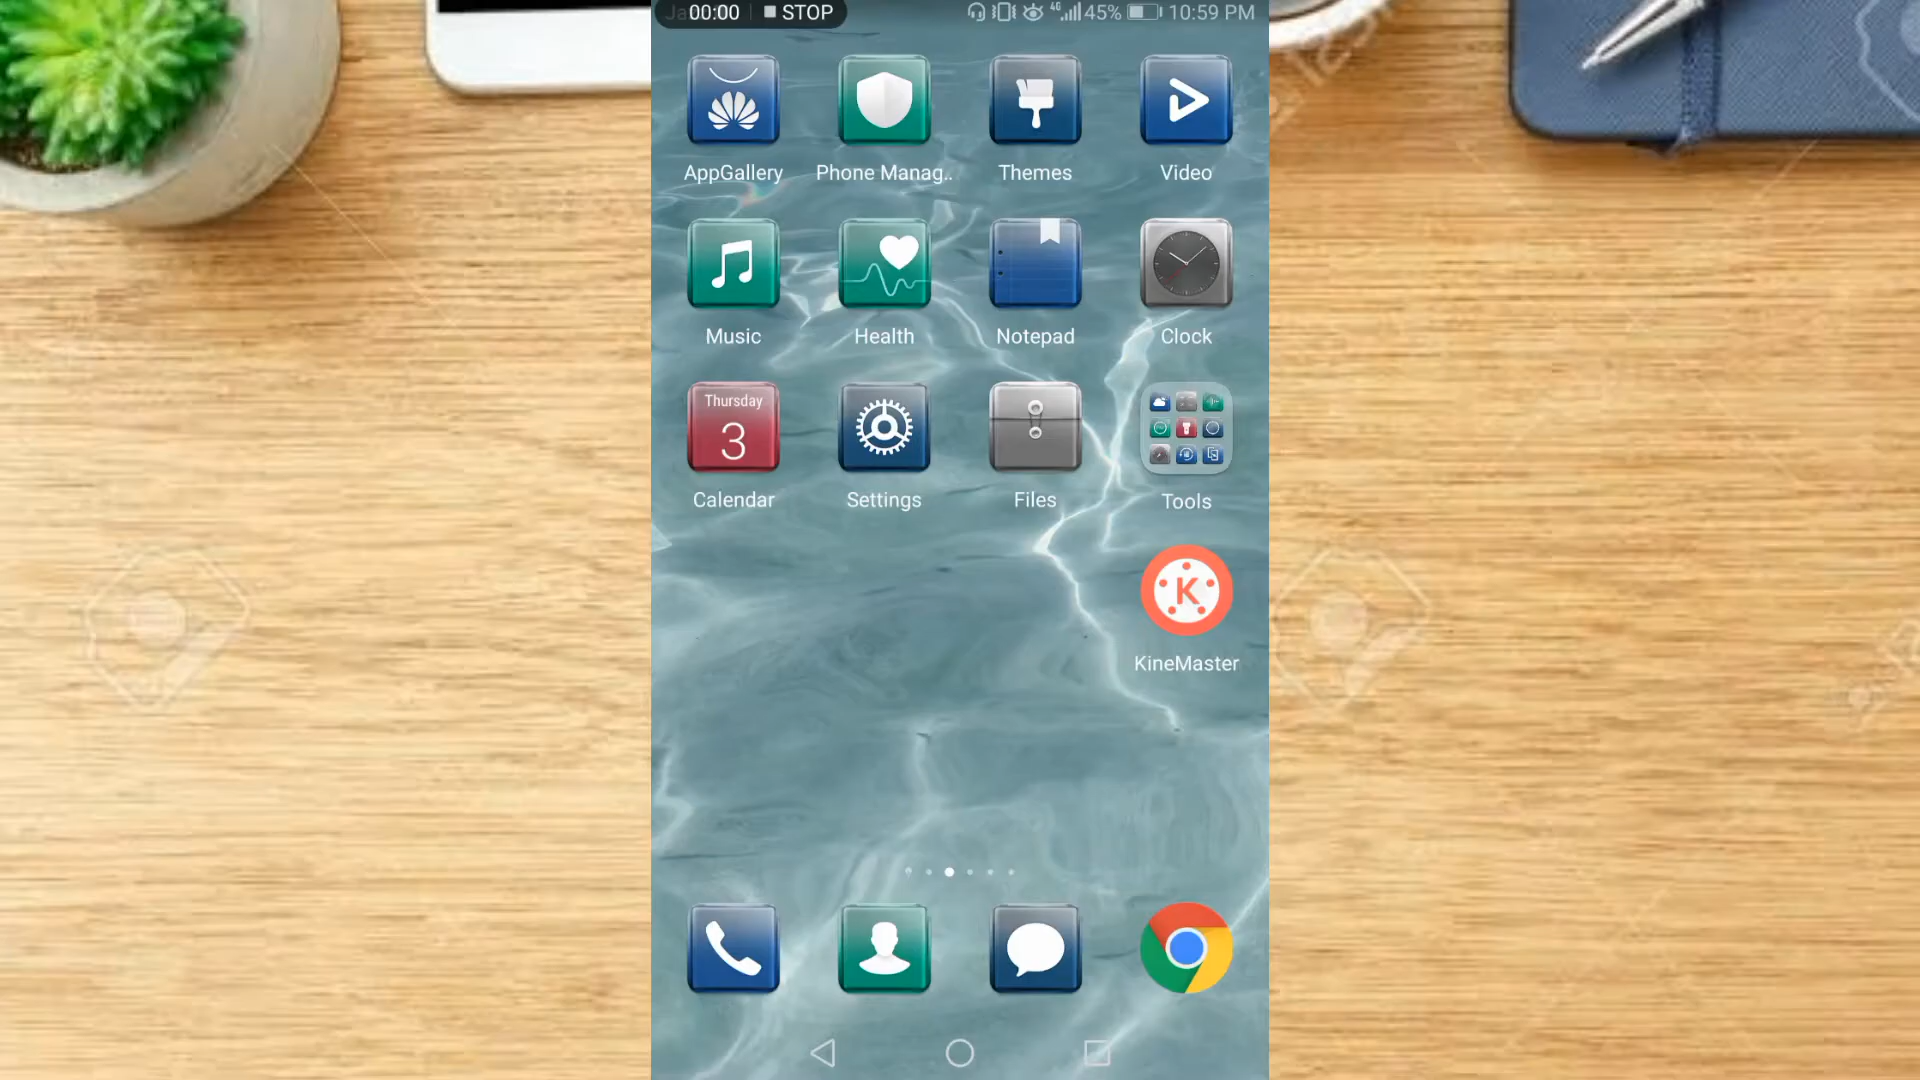 00:00 STOP 4G 45% 10:59 PM
AppGallery Phone Manag.. Themes Video
Music Health Notepad Clock
Thursday
3
Calendar Settings Files Tools
K
KineMaster